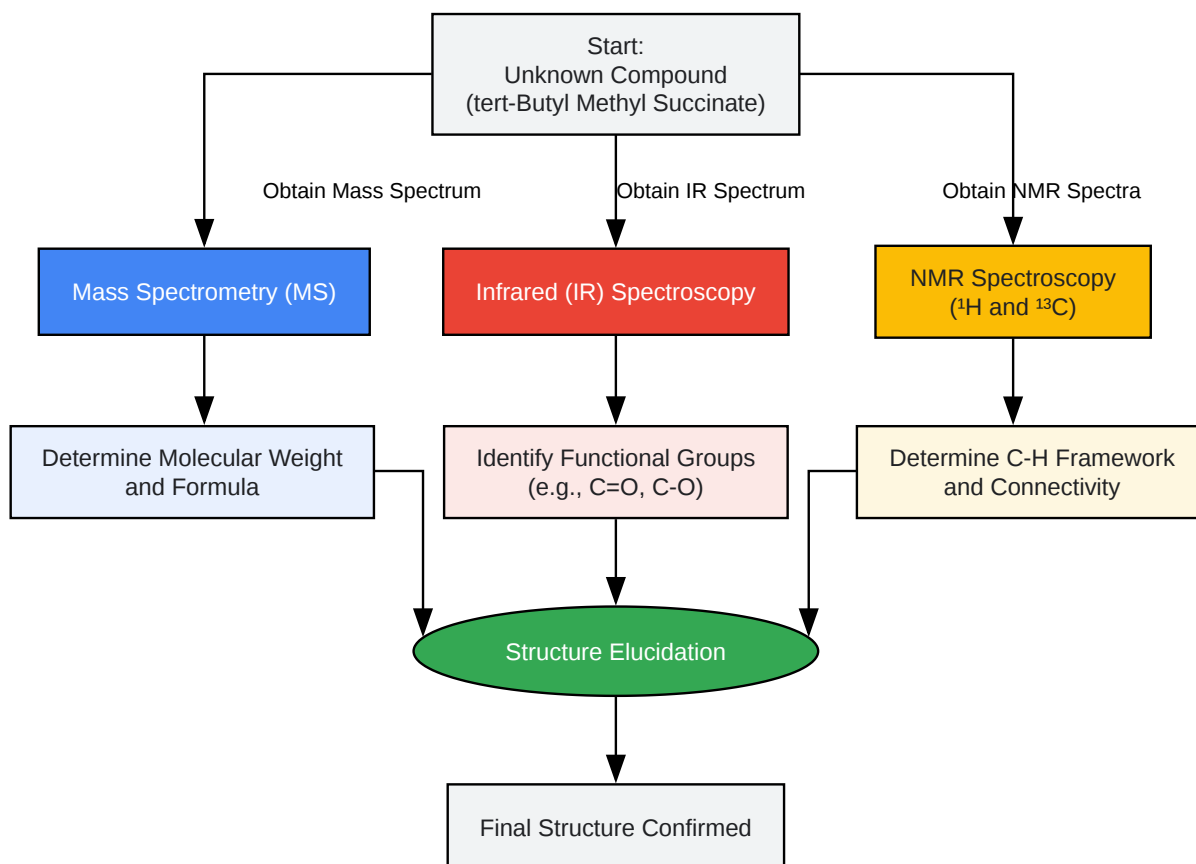 Start:
Unknown Compound
(tert-Butyl Methyl Succinate)
Obtain Mass Spectrum
Obtain IR Spectrum
Obtain NMR Spectra
Mass Spectrometry (MS)
Infrared (IR) Spectroscopy
NMR Spectroscopy
(¹H and ¹³C)
Determine Molecular Weight
and Formula
Identify Functional Groups
(e.g., C=O, C-O)
Determine C-H Framework
and Connectivity
Structure Elucidation
Final Structure Confirmed